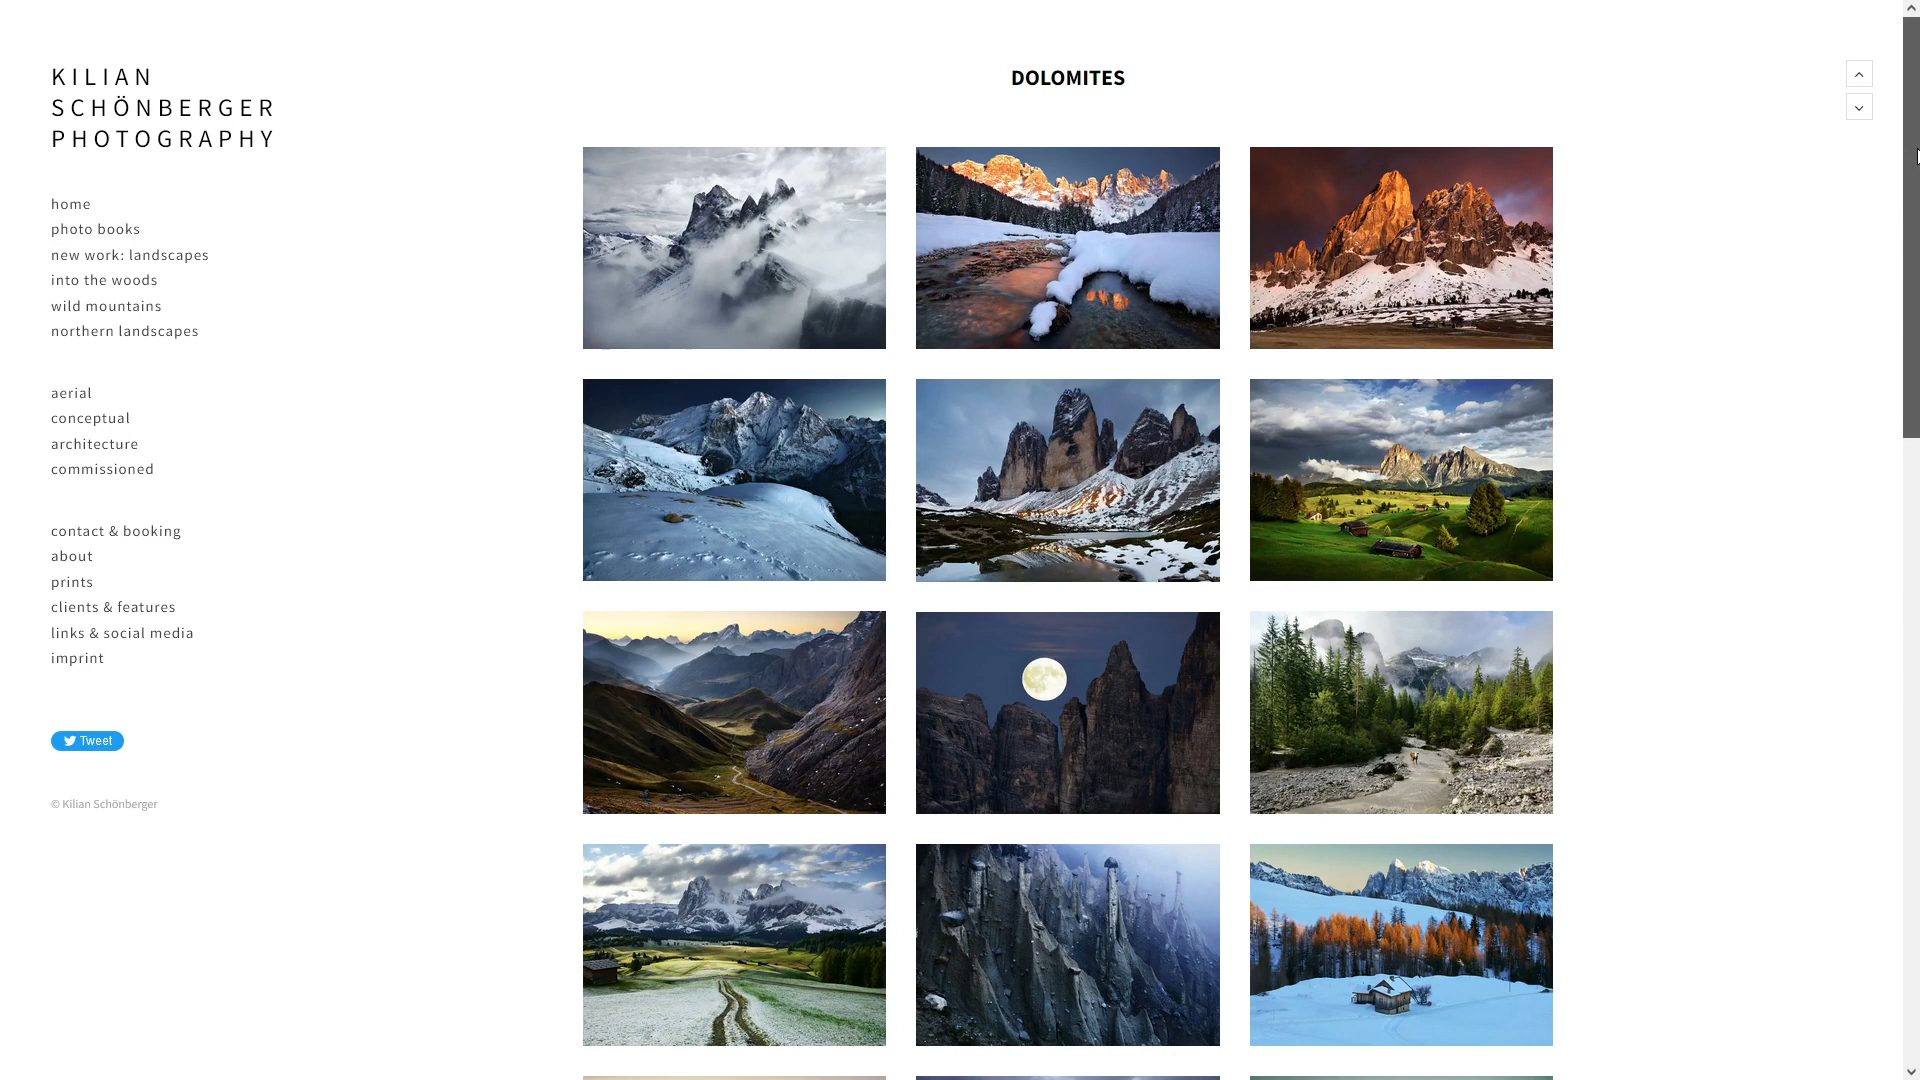 KILIAN
SCHÖNBERGER
PHOTOGRAPHY
home
photo books
new work: landscapes
into the woods
wild mountains
northern landscapes
aerial
conceptual
architecture
commissioned
contact & booking
about
prints
clients & features
links & social media
imprint
Tweet
© Kilian Schönberger
DOLOMITES